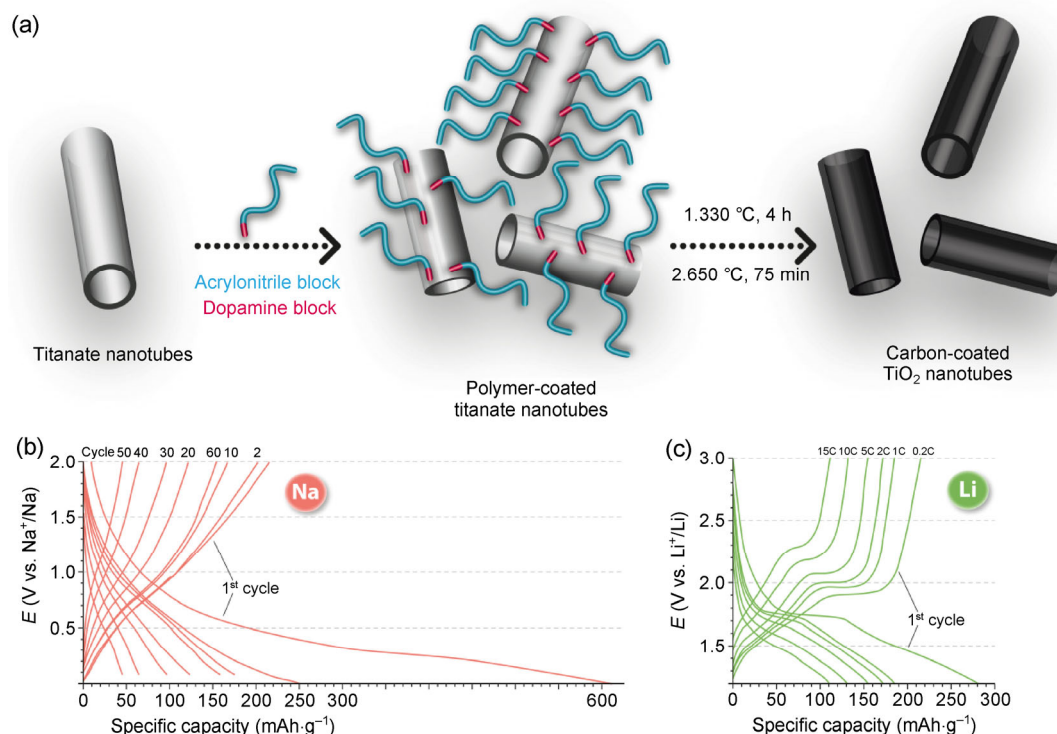 (a)
Acrylonitrile block
Dopamine block
Titanate nanotubes
Polymer-coated
titanate nanotubes
1.330 ℃, 4 h
2.650 ℃, 75 min
Carbon-coated
TiO₂ nanotubes
(b)
Cycle 50 40 30 20 60 10 2
2.0
1.5
1.0
0.5
E (V vs. Na⁺/Na)
Na
1st cycle
0 50 100 150 200 250 300 600
Specific capacity (mAh·g⁻¹)
(c)
15C 10C 5C 2C 1C 0.2C
3.0
2.5
2.0
1.5
E (V vs. Li⁺/Li)
Li
1st cycle
0 50 100 150 200 250 300
Specific capacity (mAh·g⁻¹)